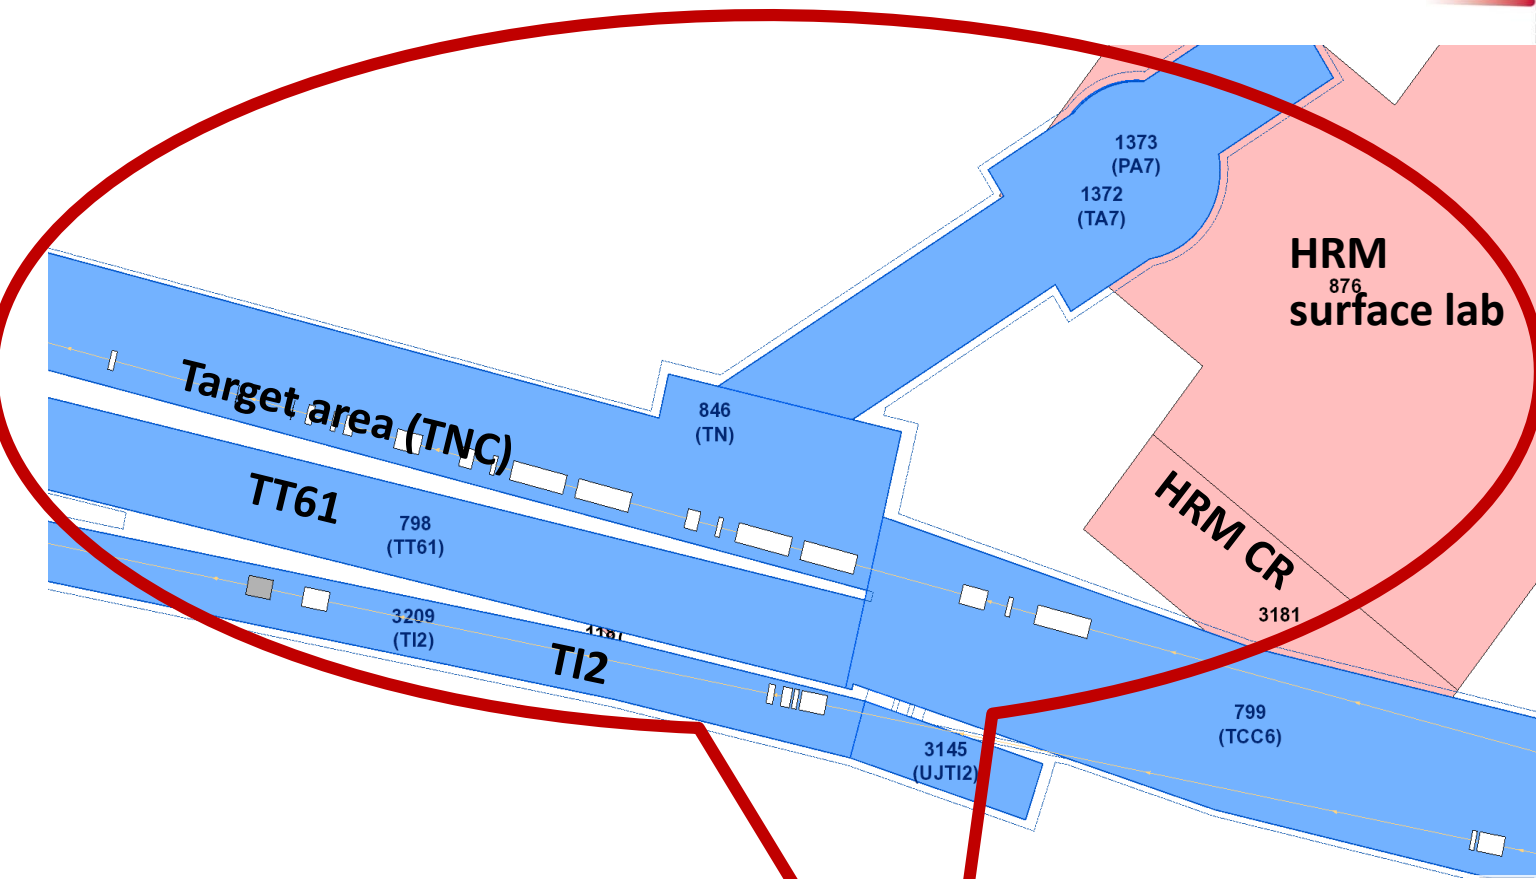 1373
(PA7)
1372
(TA7)
HRM
876
surface lab
Target area (TNC)
846
(TN)
TT61
798
(TT61)
HRM CR
3181
3209
(TI2)
TI2
799
(TCC6)
3145
(UJTI2)